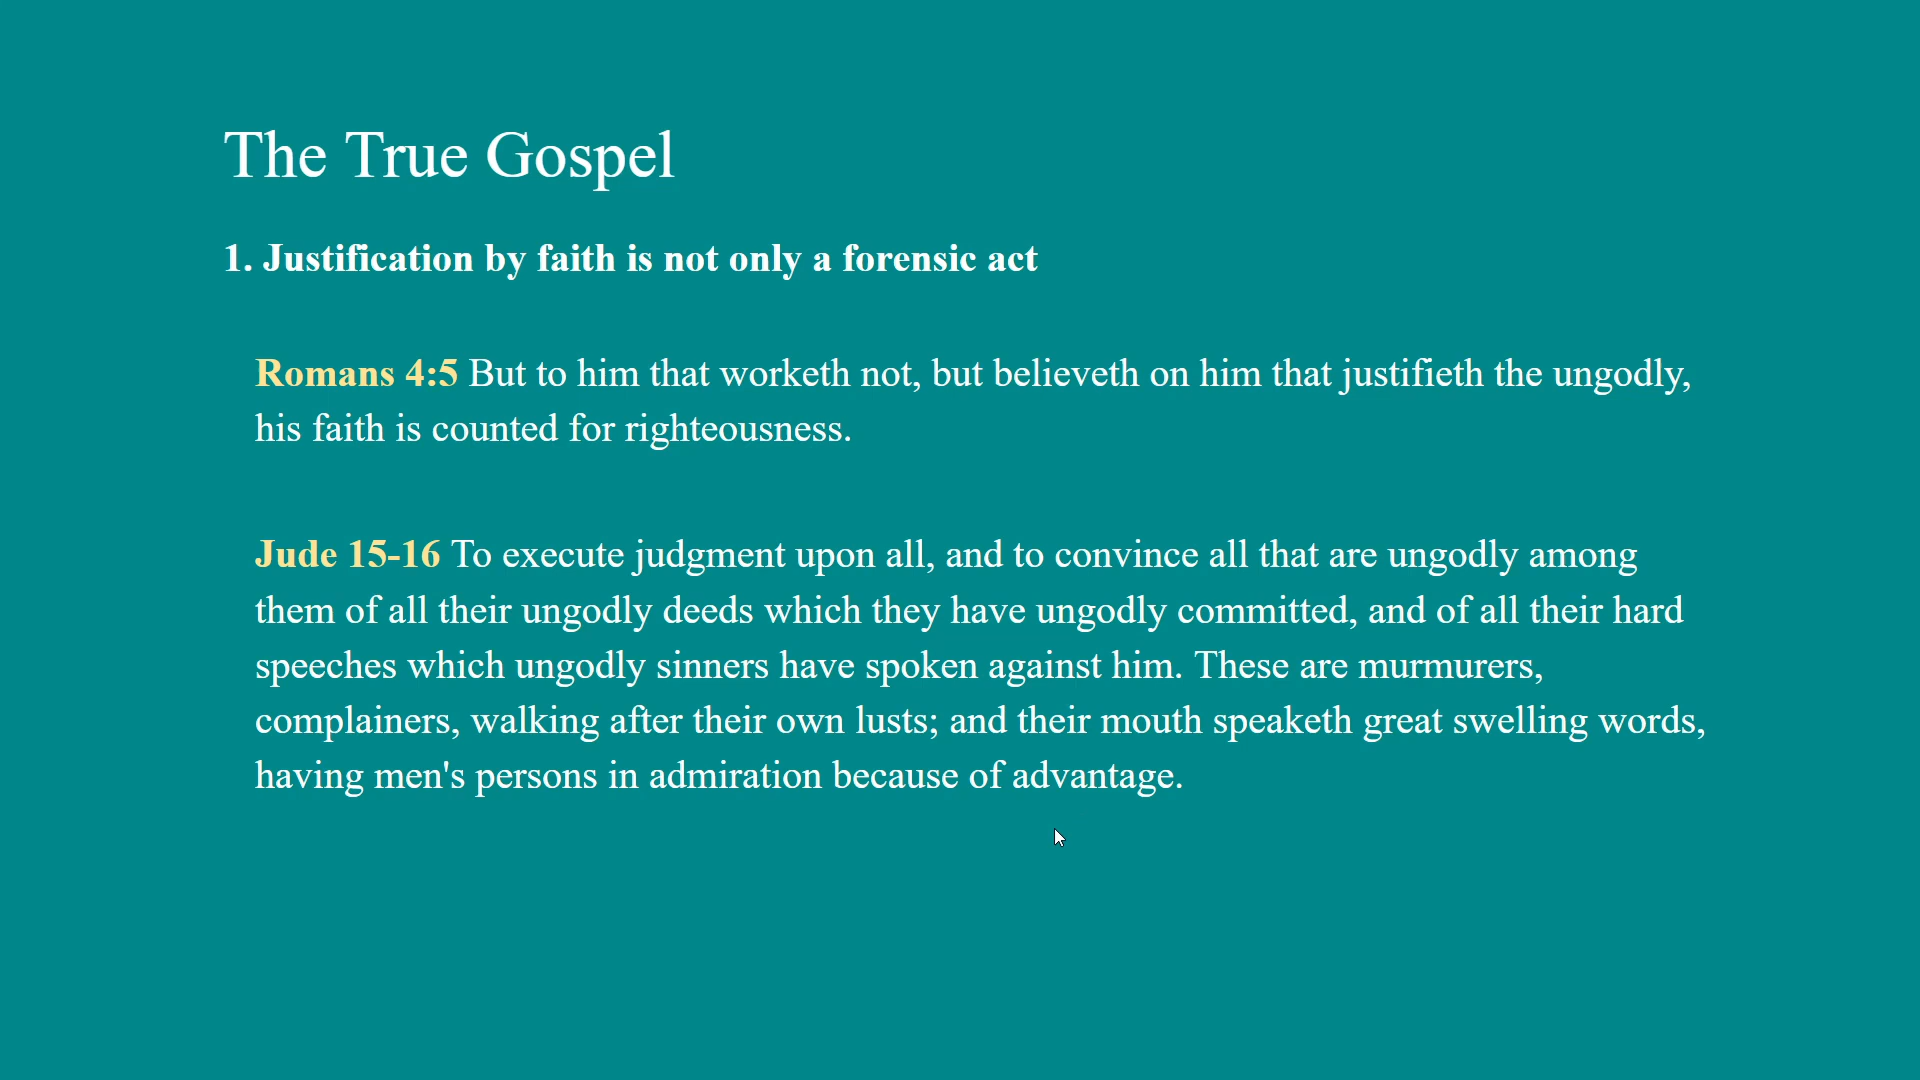 The True Gospel
1. Justification by faith is not only a forensic act
Romans 4:5 But to him that worketh not, but believeth on him that justifieth the ungodly,
his faith is counted for righteousness.
Jude 15-16 To execute judgment upon all, and to convince all that are ungodly among
them of all their ungodly deeds which they have ungodly committed, and of all their hard
speeches which ungodly sinners have spoken against him. These are murmurers,
complainers, walking after their own lusts; and their mouth speaketh great swelling words,
having men's persons in admiration because of advantage.